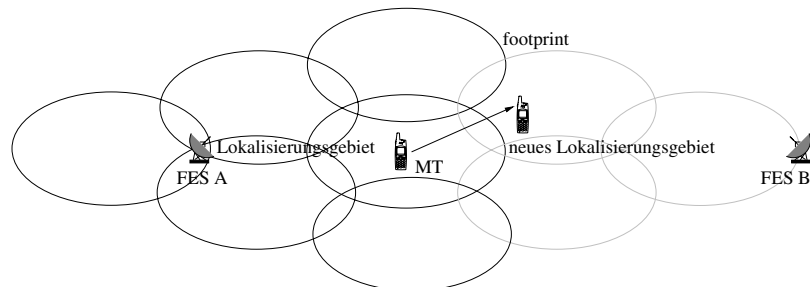 footprint
Lokalisierungsgebiet
MT
neues Lokalisierungsgebiet
FES A
FES B